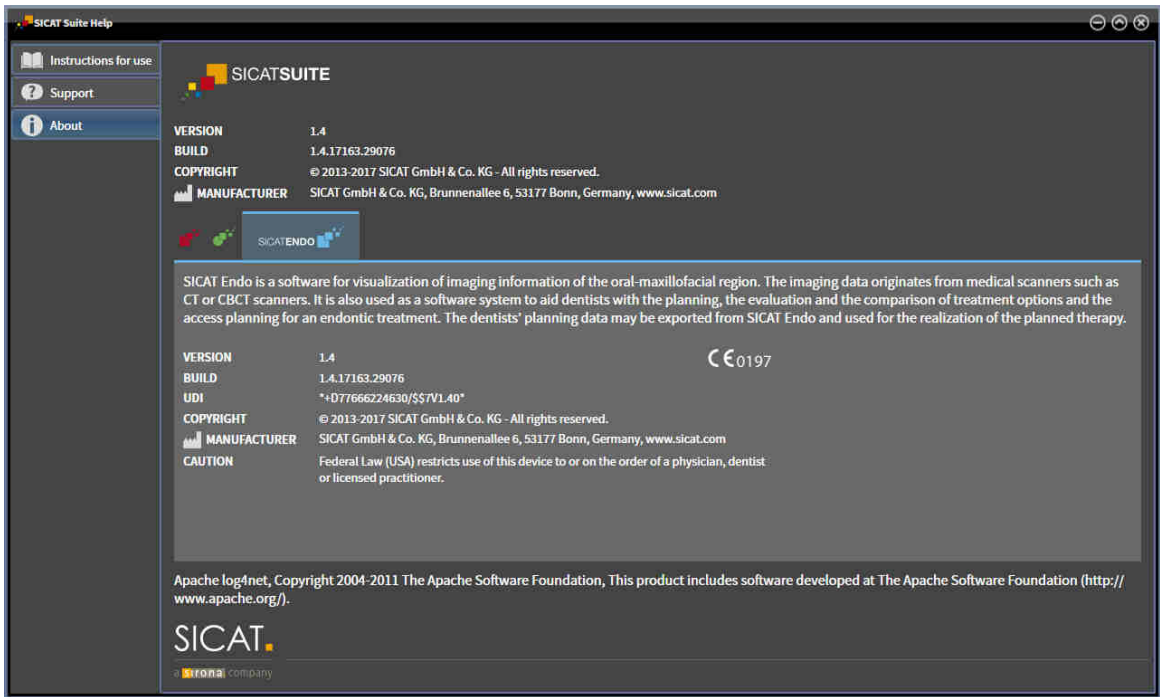 SICAT Suite Help
Instructions for use
Support
About
SICATSUITE
VERSION 1.4
BUILD 1.4.17163.29076
COPYRIGHT © 2013-2017 SICAT GmbH & Co. KG - All rights reserved.
MANUFACTURER SICAT GmbH & Co. KG, Brunnenallee 6, 53177 Bonn, Germany, www.sicat.com
SICATENDO
SICAT Endo is a software for visualization of imaging information of the oral-maxillofacial region. The imaging data originates from medical scanners such as
CT or CBCT scanners. It is also used as a software system to aid dentists with the planning, the evaluation and the comparison of treatment options and the
access planning for an endontic treatment. The dentists' planning data may be exported from SICAT Endo and used for the realization of the planned therapy.
VERSION 1.4
CE0197
BUILD 1.4.17163.29076
UDI *+D77666224630/$$7V1.40*
COPYRIGHT © 2013-2017 SICAT GmbH & Co. KG - All rights reserved.
MANUFACTURER SICAT GmbH & Co. KG, Brunnenallee 6, 53177 Bonn, Germany, www.sicat.com
CAUTION Federal Law (USA) restricts use of this device to or on the order of a physician, dentist
or licensed practitioner.
Apache log4net, Copyright 2004-2011 The Apache Software Foundation, This product includes software developed at The Apache Software Foundation (http://
www.apache.org/).
SICAT.
a sirona company